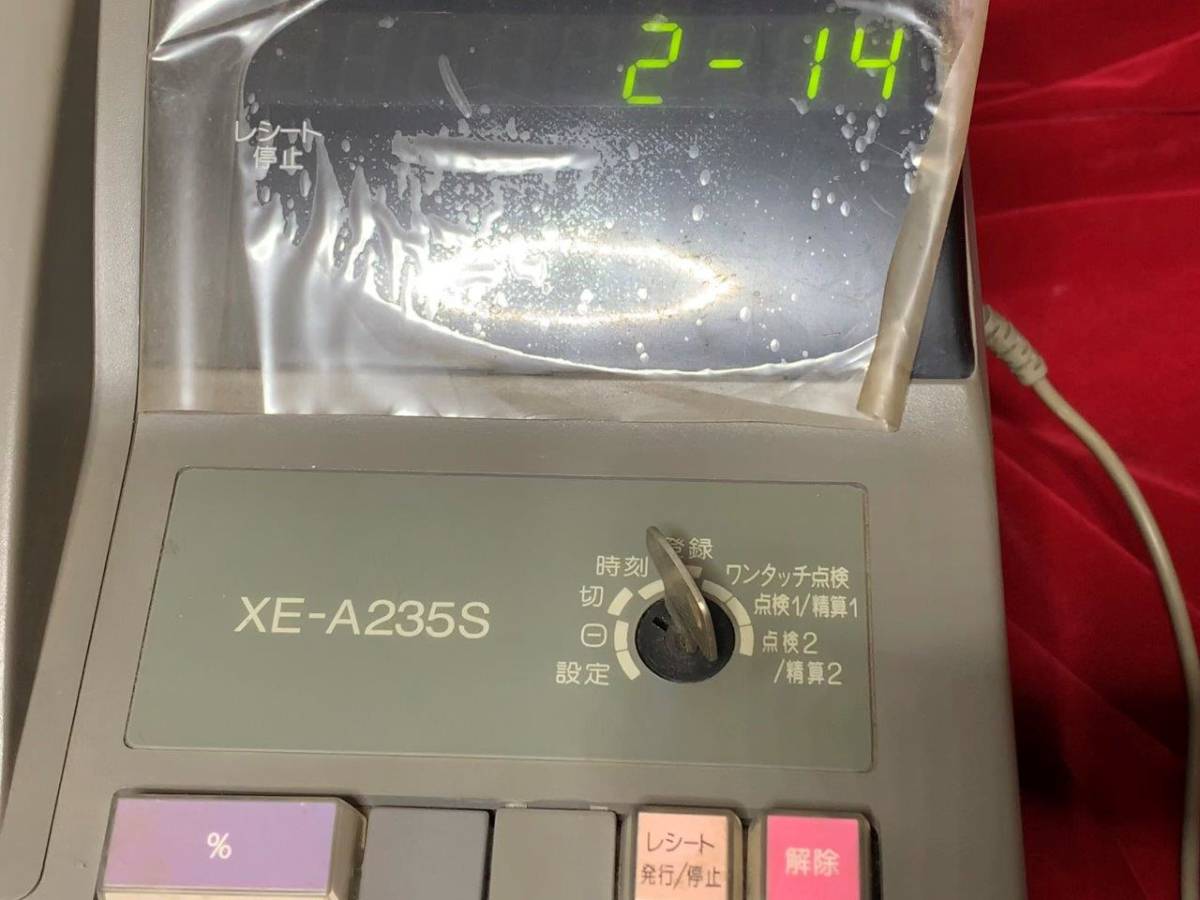 2-14
レシート
停止
XE-A235S
登録
時刻
ワンタッチ点検
切
点検1/精算1
⊖
点検2
/精算2
設定
%
レシート
発行/停止
解除